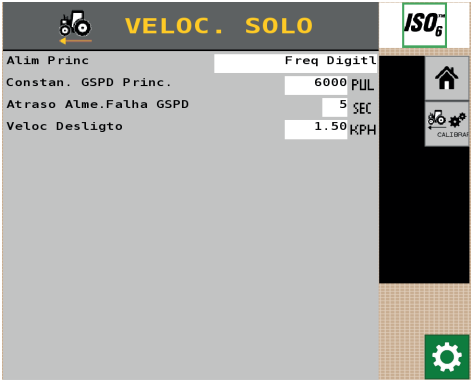 VELOC. SOLO
ISO6™
Alim Princ Freq Digitl
Constan. GSPD Princ. 6000 PUL
Atraso Alme.Falha GSPD 5 SEC
Veloc Desligto 1.50 KPH
CALIBRAR